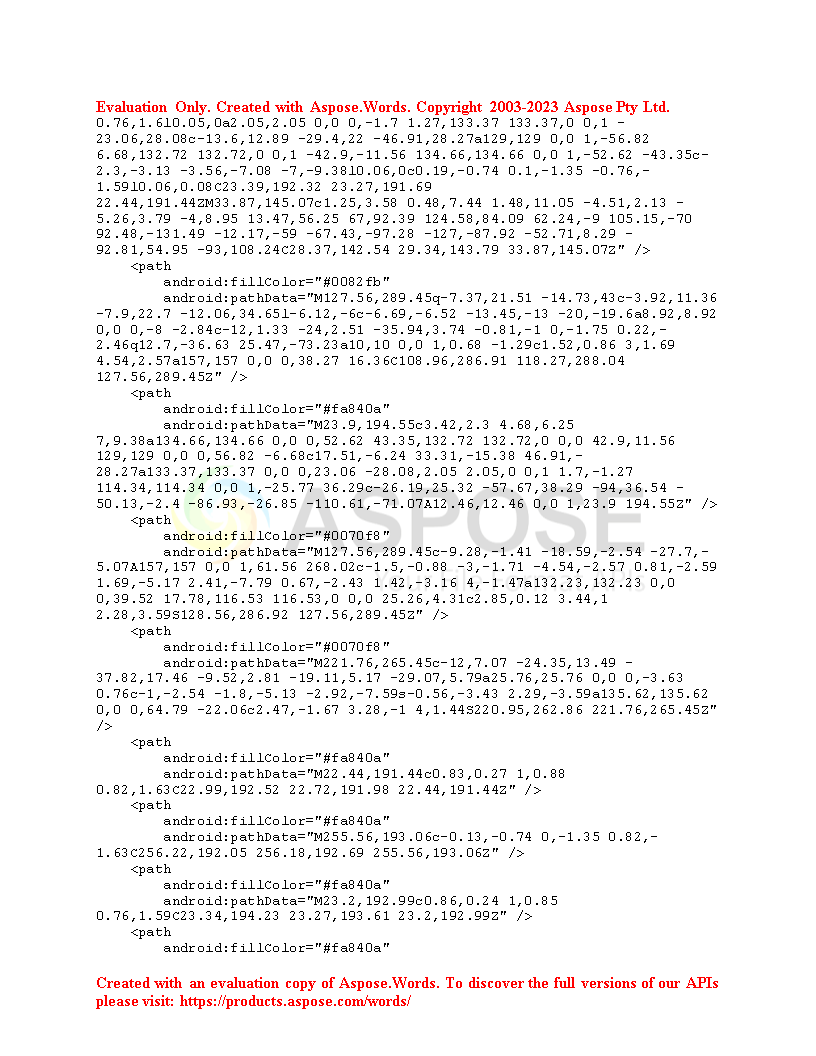 Evaluation Only. Created with Aspose.Words. Copyright 2003-2023 Aspose Pty Ltd.
0.76,1.6l0.05,0a2.05,2.05 0,0 0,-1.7 1.27,133.37 133.37,0 0,1 -
23.06,28.08c-13.6,12.89 -29.4,22 -46.91,28.27a129,129 0,0 1,-56.82
6.68,132.72 132.72,0 0,1 -42.9,-11.56 134.66,134.66 0,0 1,-52.62 -43.35c-
2.3,-3.13 -3.56,-7.08 -7,-9.38l0.06,0c0.19,-0.74 0.1,-1.35 -0.76,-
1.59l0.06,0.08C23.39,192.32 23.27,191.69
22.44,191.44ZM33.87,145.07c1.25,3.58 0.48,7.44 1.48,11.05 -4.51,2.13 -
5.26,3.79 -4,8.95 13.47,56.25 67,92.39 124.58,84.09 62.24,-9 105.15,-70
92.48,-131.49 -12.17,-59 -67.43,-97.28 -127,-87.92 -52.71,8.29 -
92.81,54.95 -93,108.24C28.37,142.54 29.34,143.79 33.87,145.07Z" />
<path
android:fillColor="#0082fb"
android:pathData="M127.56,289.45q-7.37,21.51 -14.73,43c-3.92,11.36
-7.9,22.7 -12.06,34.65l-6.12,-6c-6.69,-6.52 -13.45,-13 -20,-19.6a8.92,8.92
0,0 0,-8 -2.84c-12,1.33 -24,2.51 -35.94,3.74 -0.81,-1 0,-1.75 0.22,-
2.46q12.7,-36.63 25.47,-73.23a10,10 0,0 1,0.68 -1.29c1.52,0.86 3,1.69
4.54,2.57a157,157 0,0 0,38.27 16.36C108.96,286.91 118.27,288.04
127.56,289.45Z" />
<path
android:fillColor="#fa840a"
android:pathData="M23.9,194.55c3.42,2.3 4.68,6.25
7,9.38a134.66,134.66 0,0 0,52.62 43.35,132.72 132.72,0 0,0 42.9,11.56
129,129 0,0 0,56.82 -6.68c17.51,-6.24 33.31,-15.38 46.91,-
28.27a133.37,133.37 0,0 0,23.06 -28.08,2.05 2.05,0 0,1 1.7,-1.27
114.34,114.34 0,0 1,-25.77 36.29c-26.19,25.32 -57.67,38.29 -94,36.54 -
50.13,-2.4 -86.93,-26.85 -110.61,-71.07A12.46,12.46 0,0 1,23.9 194.55Z" />
<path
android:fillColor="#0070f8"
android:pathData="M127.56,289.45c-9.28,-1.41 -18.59,-2.54 -27.7,-
5.07A157,157 0,0 1,61.56 268.02c-1.5,-0.88 -3,-1.71 -4.54,-2.57 0.81,-2.59
1.69,-5.17 2.41,-7.79 0.67,-2.43 1.42,-3.16 4,-1.47a132.23,132.23 0,0
0,39.52 17.78,116.53 116.53,0 0,0 25.26,4.31c2.85,0.12 3.44,1
2.28,3.59S128.56,286.92 127.56,289.45Z" />
<path
android:fillColor="#0070f8"
android:pathData="M221.76,265.45c-12,7.07 -24.35,13.49 -
37.82,17.46 -9.52,2.81 -19.11,5.17 -29.07,5.79a25.76,25.76 0,0 0,-3.63
0.76c-1,-2.54 -1.8,-5.13 -2.92,-7.59s-0.56,-3.43 2.29,-3.59a135.62,135.62
0,0 0,64.79 -22.06c2.47,-1.67 3.28,-1 4,1.44S220.95,262.86 221.76,265.45Z"
/>
<path
android:fillColor="#fa840a"
android:pathData="M22.44,191.44c0.83,0.27 1,0.88
0.82,1.63C22.99,192.52 22.72,191.98 22.44,191.44Z" />
<path
android:fillColor="#fa840a"
android:pathData="M255.56,193.06c-0.13,-0.74 0,-1.35 0.82,-
1.63C256.22,192.05 256.18,192.69 255.56,193.06Z" />
<path
android:fillColor="#fa840a"
android:pathData="M23.2,192.99c0.86,0.24 1,0.85
0.76,1.59C23.34,194.23 23.27,193.61 23.2,192.99Z" />
<path
android:fillColor="#fa840a"
ASPOSE
Created with an evaluation copy of Aspose.Words. To discover the full versions of our APIs
please visit: https://products.aspose.com/words/